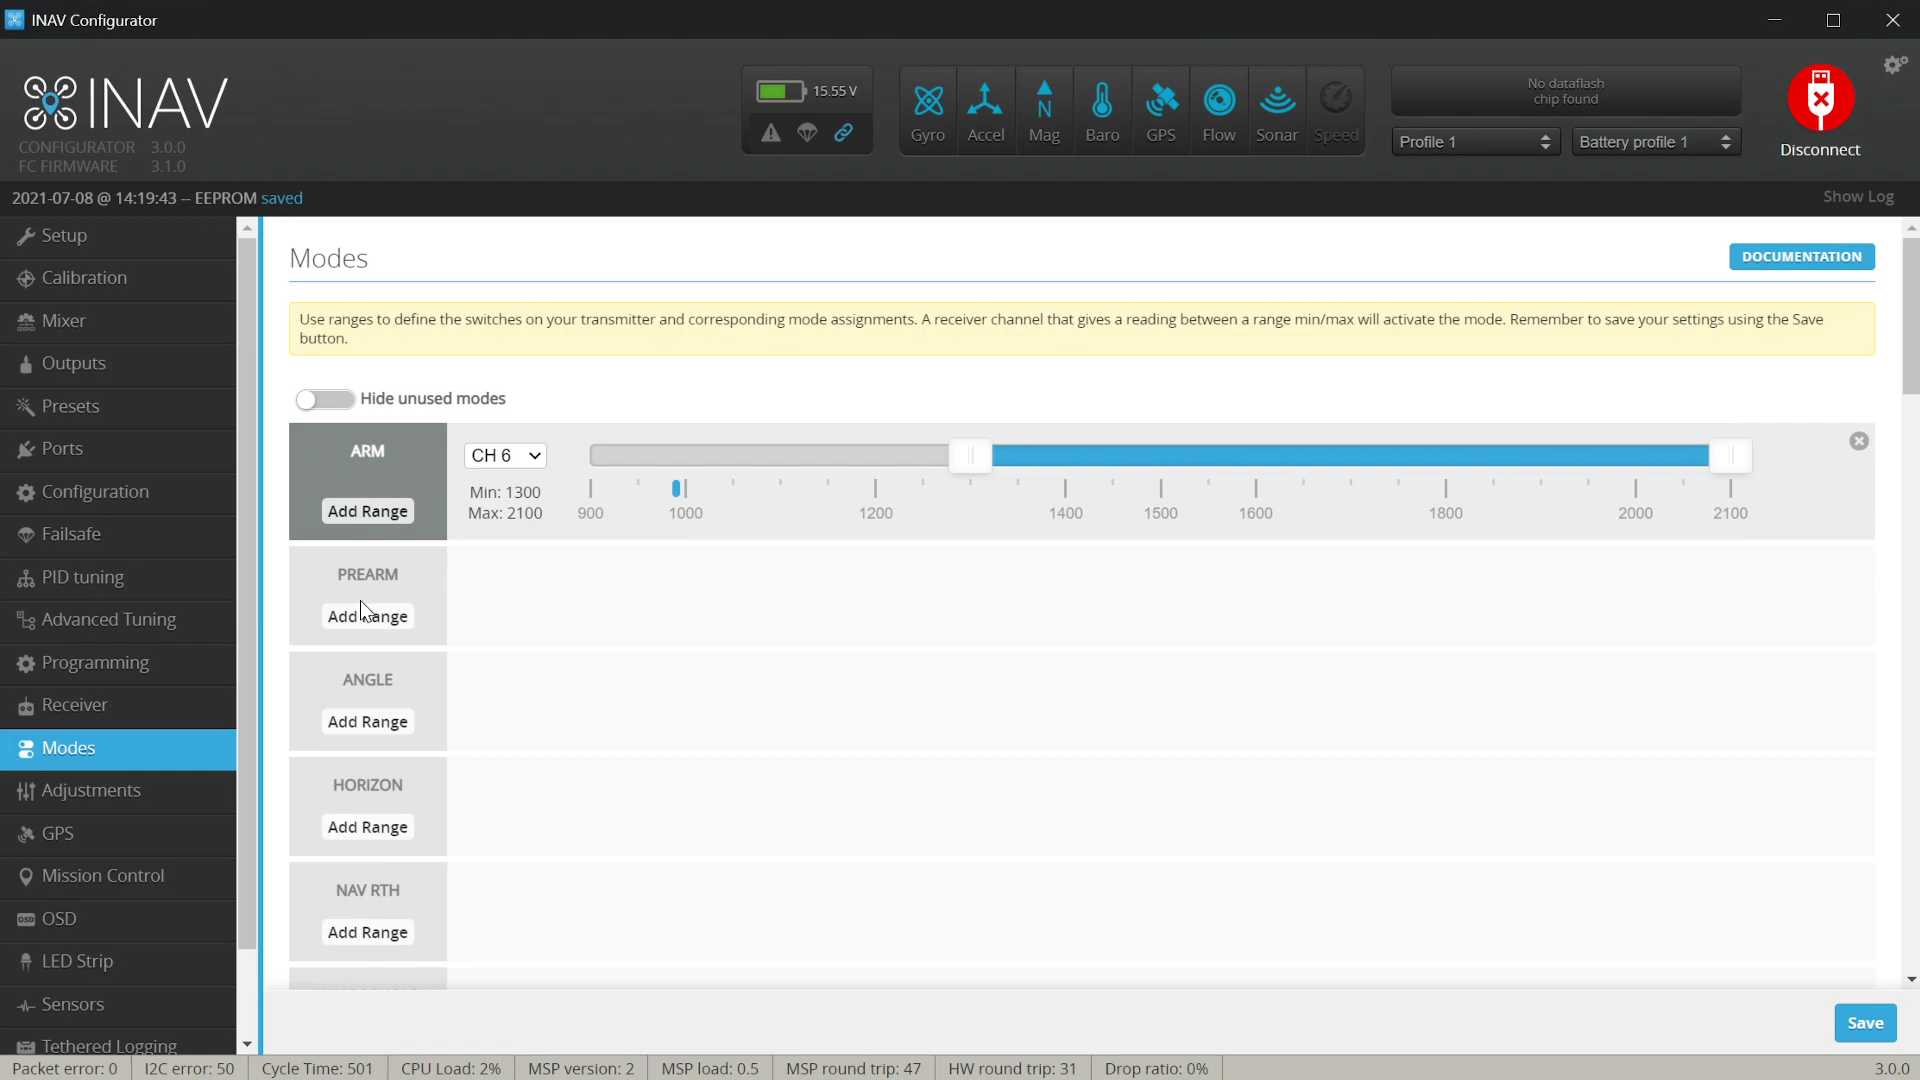 INAV Configurator
INAV
CONFIGURATOR 3.0.0
FC FIRMWARE 3.1.0
15.55 V
Gyro
Accel
N
Mag
Baro
GPS
Flow
Sonar
Speed
No dataflash
chip found
Profile 1
Battery profile 1
Disconnect
2021-07-08 @ 14:19:43 -- EEPROM saved
Show Log
Setup
Calibration
Mixer
Outputs
Presets
Ports
Configuration
Failsafe
PID tuning
Advanced Tuning
Programming
Receiver
Modes
Adjustments
GPS
Mission Control
OSD
OSD
LED Strip
Sensors
Tethered Logging
Modes
DOCUMENTATION
Use ranges to define the switches on your transmitter and corresponding mode assignments. A receiver channel that gives a reading between a range min/max will activate the mode. Remember to save your settings using the Save
button.
Hide unused modes
ARM
Add Range
CH 6
Min: 1300
Max: 2100
900 1000 1200 1400 1500 1600 1800 2000 2100
PREARM
Add Range
ANGLE
Add Range
HORIZON
Add Range
NAV RTH
Add Range
Save
Packet error: 0 I2C error: 50 Cycle Time: 501 CPU Load: 2% MSP version: 2 MSP load: 0.5 MSP round trip: 47 HW round trip: 31 Drop ratio: 0% 3.0.0